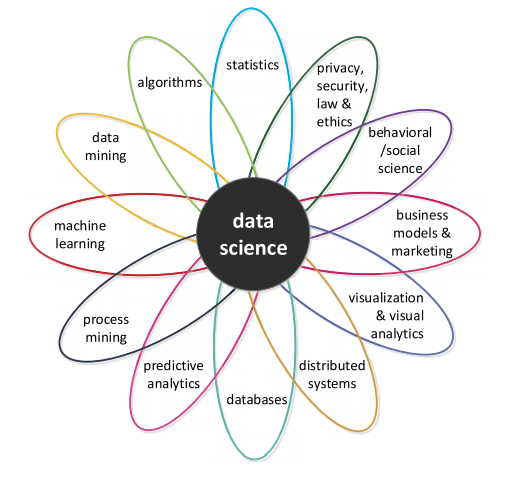 statistics
privacy,
security,
law &
ethics
behavioral
/social
science
business
models &
marketing
visualization
& visual
analytics
distributed
systems
databases
predictive
analytics
process
mining
machine
learning
data
mining
algorithms
data
science